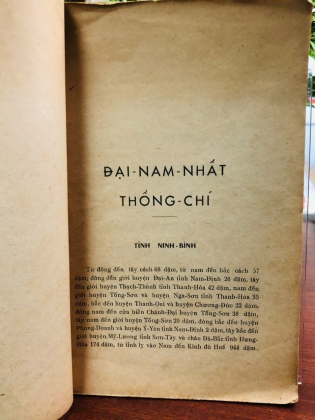 ĐẠI-NAM-NHẤT
THỐNG-CHÍ
TỈNH NINH-BÌNH
Từ đông đến tây cách 68 dặm, từ nam đến bắc cách 57
dặm; đông đến giới huyện Đại-An tỉnh Nam-Định 26 dặm, tây
đến giới huyện Thạch-Thành tỉnh Thanh-Hóa 42 dặm, nam đến
giới huyện Tống-Sơn và huyện Nga-Sơn tỉnh Thanh-Hóa 35
dặm, bắc đến huyện Thanh-Oai và huyện Chương-Đức 22 dặm
đông nam đến cửa biển Chánh-Đại huyện Tống-Sơn 38 dặm,
tây nam đến giới huyện Tống-Sơn 29 dặm, đông bắc đến huyện
Phong-Doanh và huyện Ý-Yên tỉnh Nam-Định 2 dặm, tây bắc đến
giới huyện Mỹ-Lương tỉnh Sơn-Tây và châu Đà-Bắc tỉnh Hưng-
Hóa 174 dặm, từ tỉnh lỵ vào Nam đến Kinh đô Huế 964 dặm.